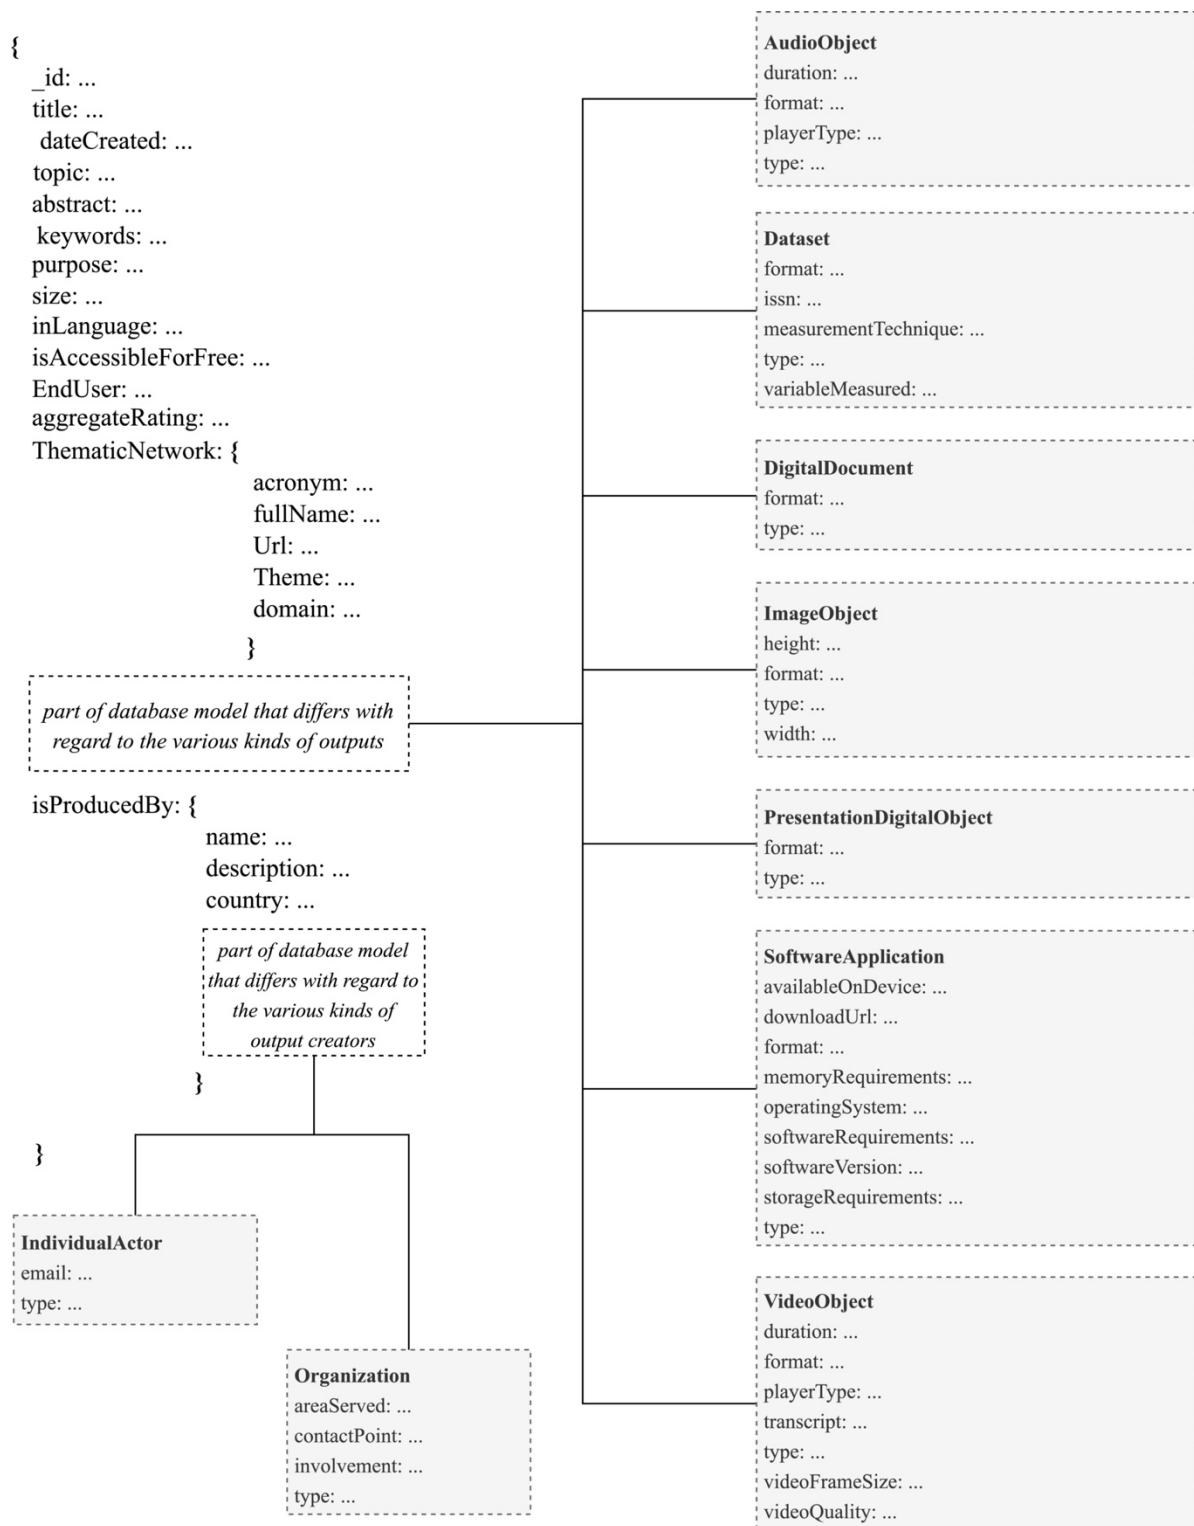 {
_id: ...
title: ...
dateCreated: ...
topic: ...
abstract: ...
keywords: ...
purpose: ...
size: ...
inLanguage: ...
isAccessibleForFree: ...
EndUser: ...
aggregateRating: ...
ThematicNetwork: {
acronym: ...
fullName: ...
Url: ...
Theme: ...
domain: ...
}
part of database model that differs with
regard to the various kinds of outputs
isProducedBy: {
name: ...
description: ...
country: ...
part of database model
that differs with regard to
the various kinds of
output creators
}
}
IndividualActor
email: ...
type: ...
Organization
areaServed: ...
contactPoint: ...
involvement: ...
type: ...
AudioObject
duration: ...
format: ...
playerType: ...
type: ...
Dataset
format: ...
issn: ...
measurementTechnique: ...
type: ...
variableMeasured: ...
DigitalDocument
format: ...
type: ...
ImageObject
height: ...
format: ...
type: ...
width: ...
PresentationDigitalObject
format: ...
type: ...
SoftwareApplication
availableOnDevice: ...
downloadUrl: ...
format: ...
memoryRequirements: ...
operatingSystem: ...
softwareRequirements: ...
softwareVersion: ...
storageRequirements: ...
type: ...
VideoObject
duration: ...
format: ...
playerType: ...
transcript: ...
type: ...
videoFrameSize: ...
videoQuality: ...